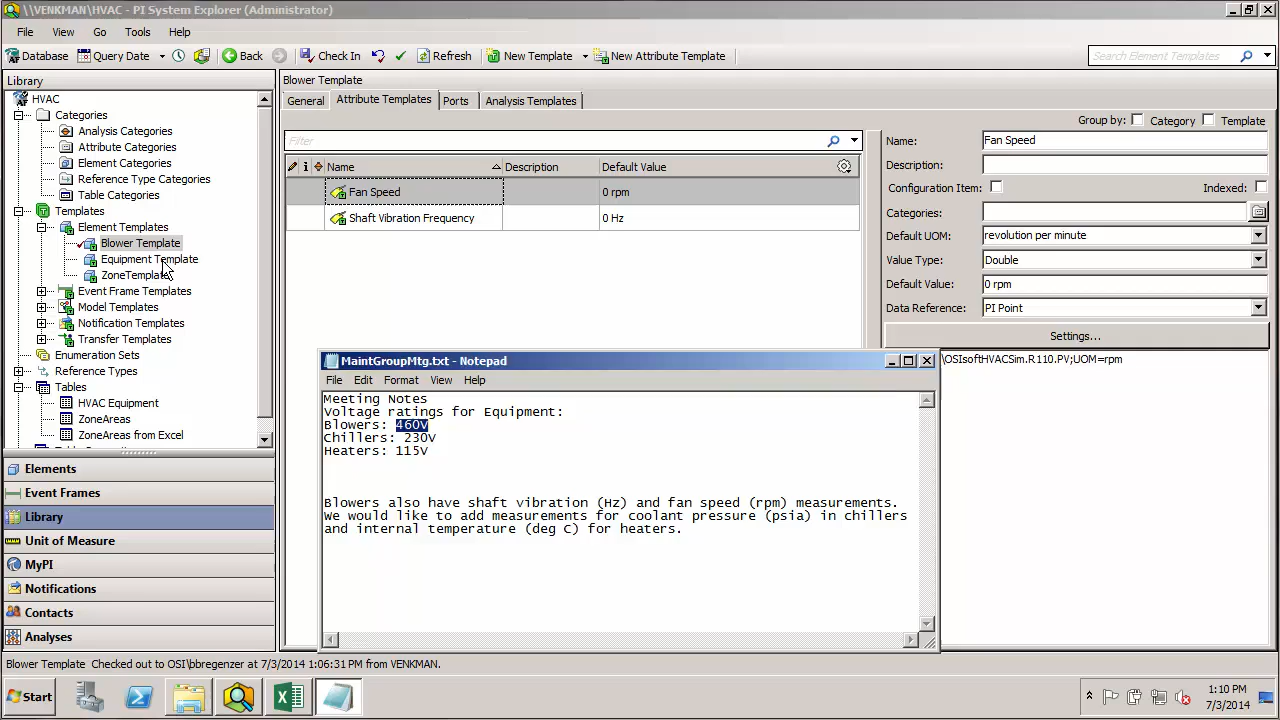 \\VENKMAN\HVAC - PI System Explorer (Administrator)
File View Go Tools Help
Database Query Date Back Check In Refresh New Template New Attribute Template Search Element Templates
Library
HVAC
Categories
Analysis Categories
Attribute Categories
Element Categories
Reference Type Categories
Table Categories
Templates
Element Templates
Blower Template
Equipment Template
ZoneTemplate
Event Frame Templates
Model Templates
Notification Templates
Transfer Templates
Enumeration Sets
Reference Types
Tables
HVAC Equipment
ZoneAreas
ZoneAreas from Excel
Elements
Event Frames
Library
Unit of Measure
MyPI
Notifications
Contacts
Analyses
Blower Template
General Attribute Templates Ports Analysis Templates
Group by: Category Template
Filter
Name Description Default Value
Fan Speed 0 rpm
Shaft Vibration Frequency 0 Hz
Name: Fan Speed
Description:
Configuration Item: Indexed:
Categories:
Default UOM: revolution per minute
Value Type: Double
Default Value: 0 rpm
Data Reference: PI Point
Settings...
\OSIsoftHVACSim.R110.PV;UOM=rpm
MaintGroupMtg.txt - Notepad
File Edit Format View Help
Meeting Notes
Voltage ratings for Equipment:
Blowers: 460V
Chillers: 230V
Heaters: 115V
Blowers also have shaft vibration (Hz) and fan speed (rpm) measurements.
We would like to add measurements for coolant pressure (psia) in chillers
and internal temperature (deg C) for heaters.
Blower Template Checked out to OSI\bbregenzer at 7/3/2014 1:06:31 PM from VENKMAN.
Start
1:10 PM
7/3/2014